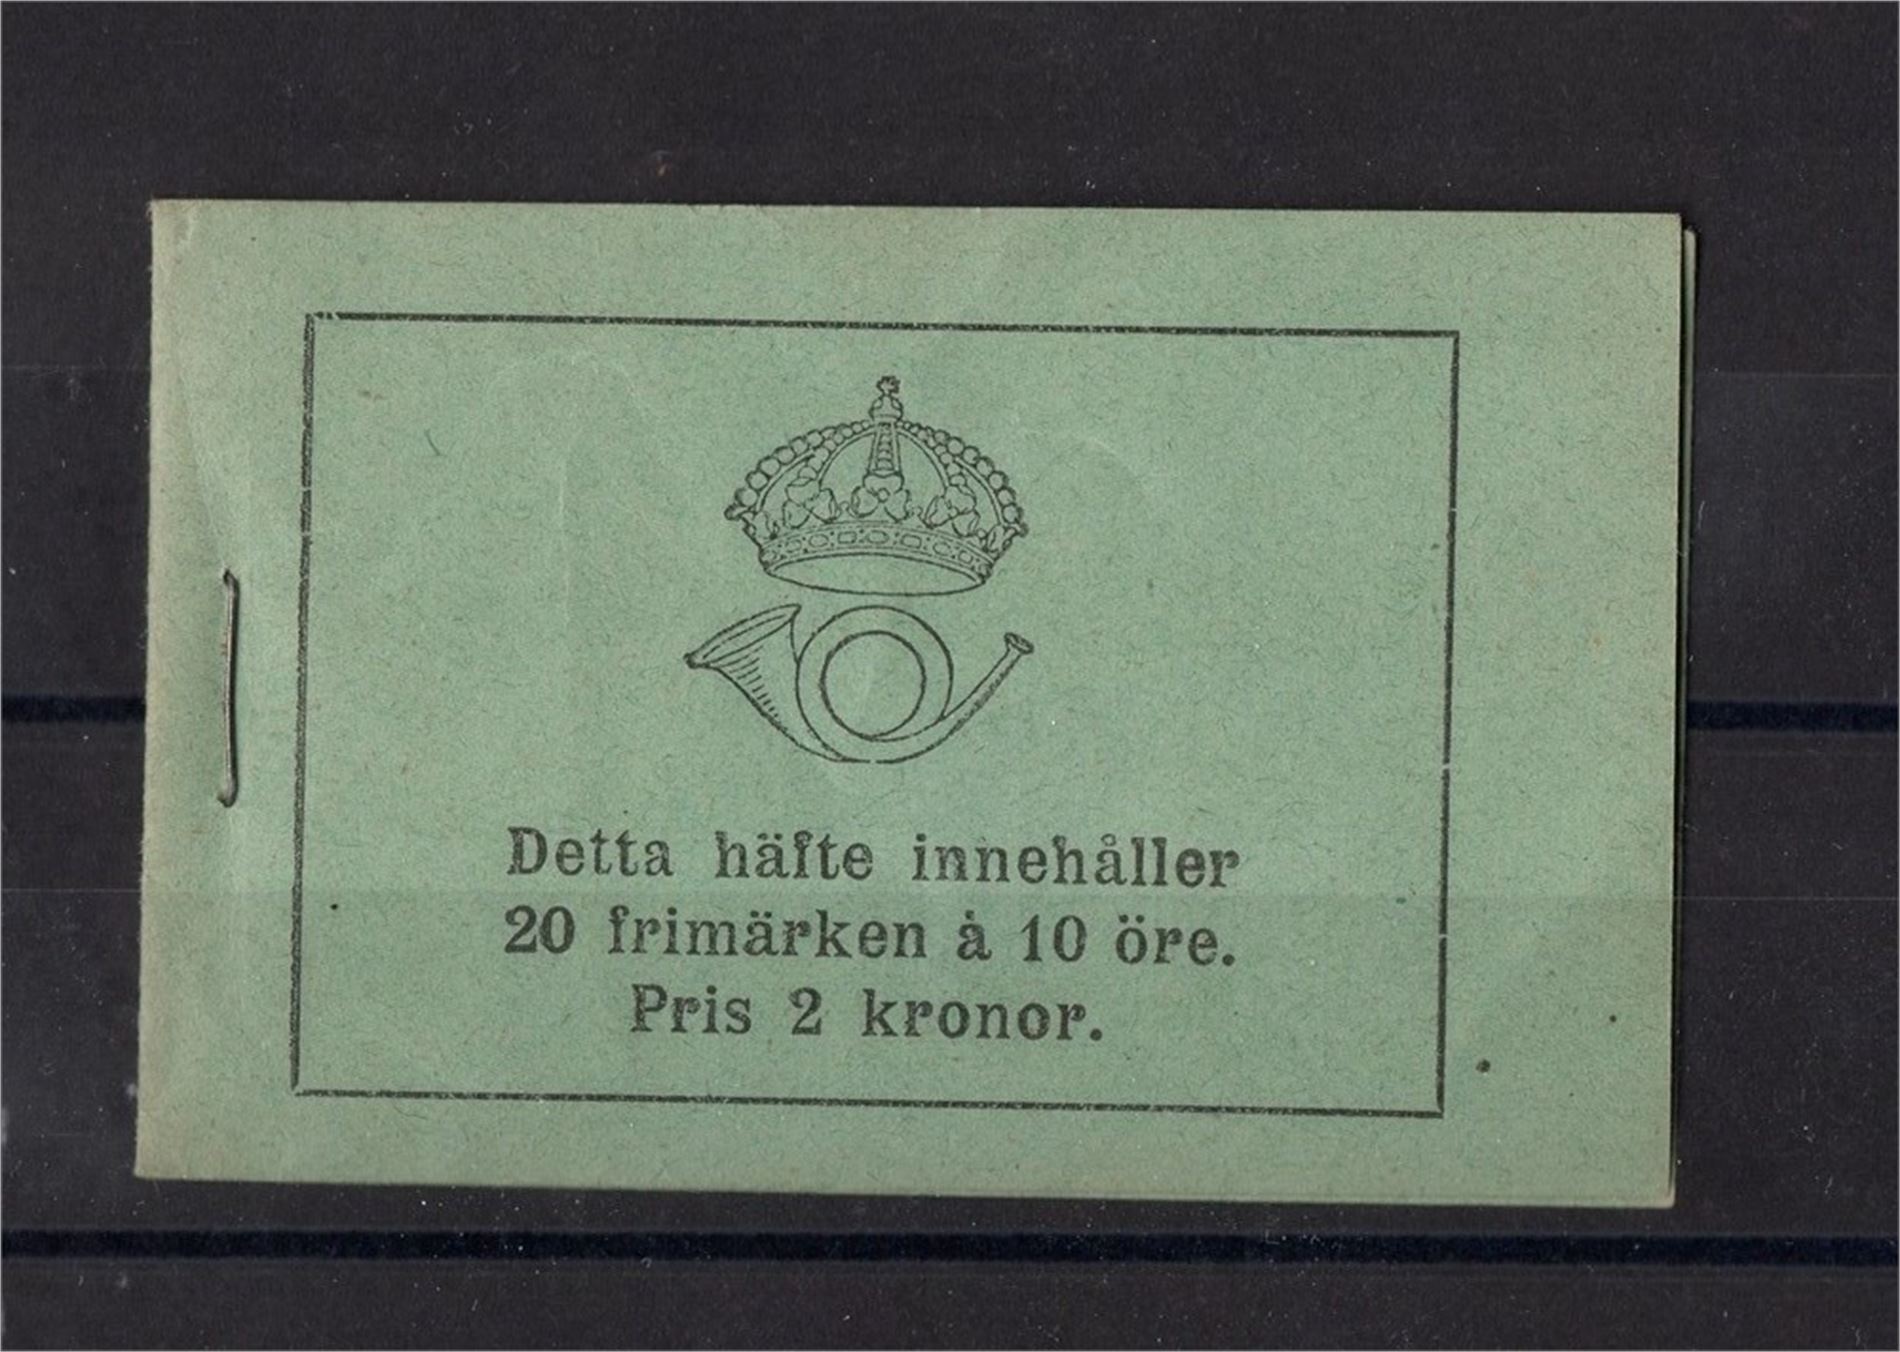 Detta häfte innehåller
20 frimärken à 10 öre.
Pris 2 kronor.